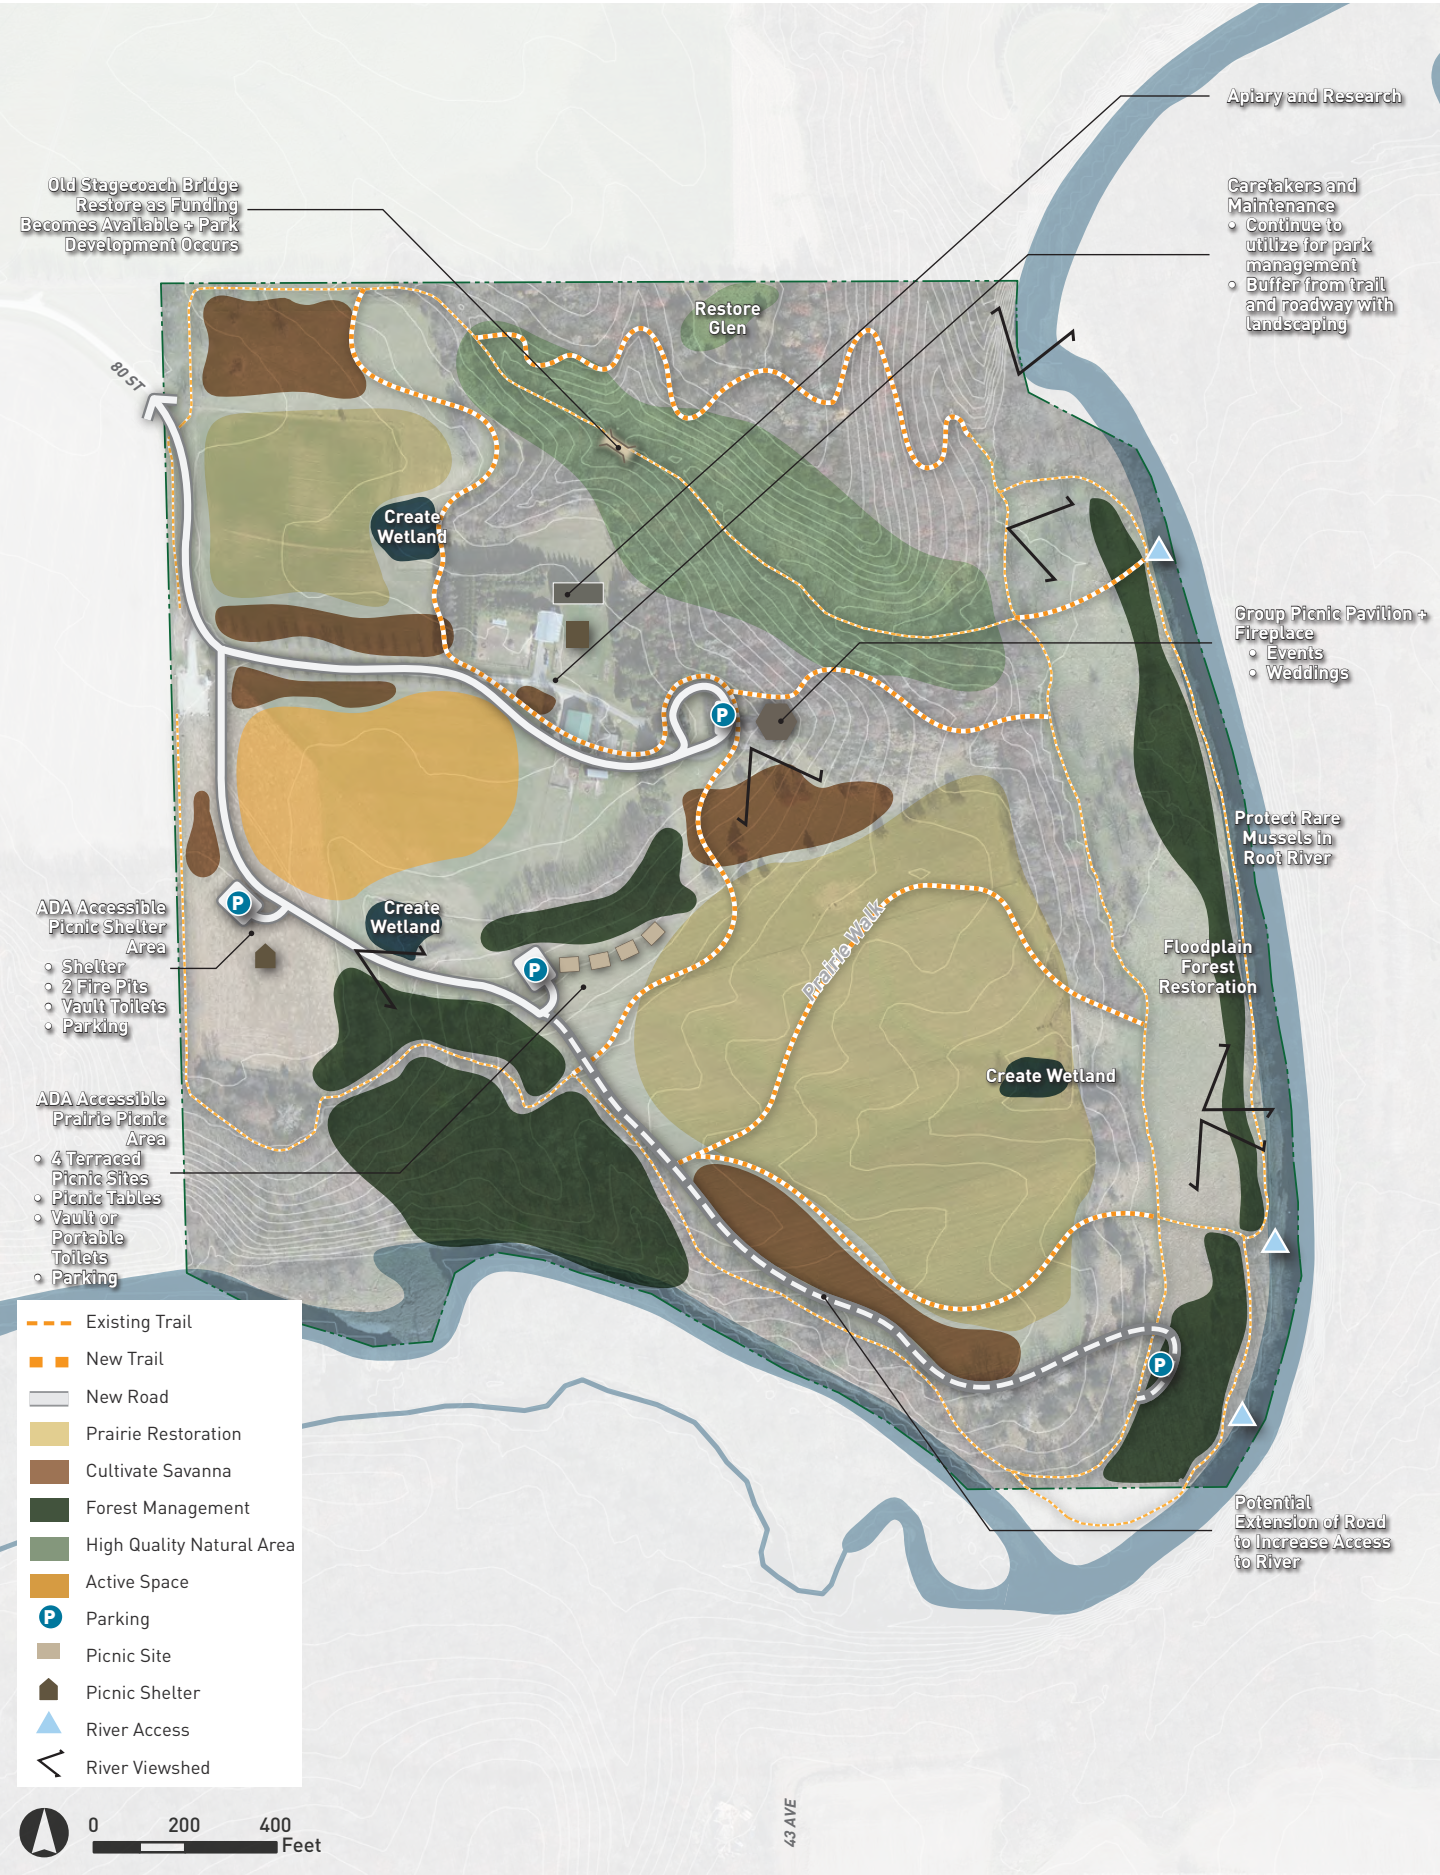 Apiary and Research
Old Stagecoach Bridge
Restore as Funding
Becomes Available + Park
Development Occurs
Caretakers and
Maintenance
• Continue to
utilize for park
management
• Buffer from trail
and roadway with
landscaping
Restore
Glen
80 ST
Create
Wetland
Group Picnic Pavilion +
Fireplace
• Events
• Weddings
P
Protect Rare
Mussels in
Root River
P
ADA Accessible
Picnic Shelter
Area
• Shelter
• 2 Fire Pits
• Vault Toilets
• Parking
Create
Wetland
P
Prairie Walk
Floodplain
Forest
Restoration
Create Wetland
ADA Accessible
Prairie Picnic
Area
• 4 Terraced
Picnic Sites
• Picnic Tables
• Vault or
Portable
Toilets
• Parking
P
Potential
Extension of Road
to Increase Access
to River
Existing Trail
New Trail
New Road
Prairie Restoration
Cultivate Savanna
Forest Management
High Quality Natural Area
Active Space
P Parking
Picnic Site
Picnic Shelter
River Access
River Viewshed
0 200 400
Feet
43 AVE